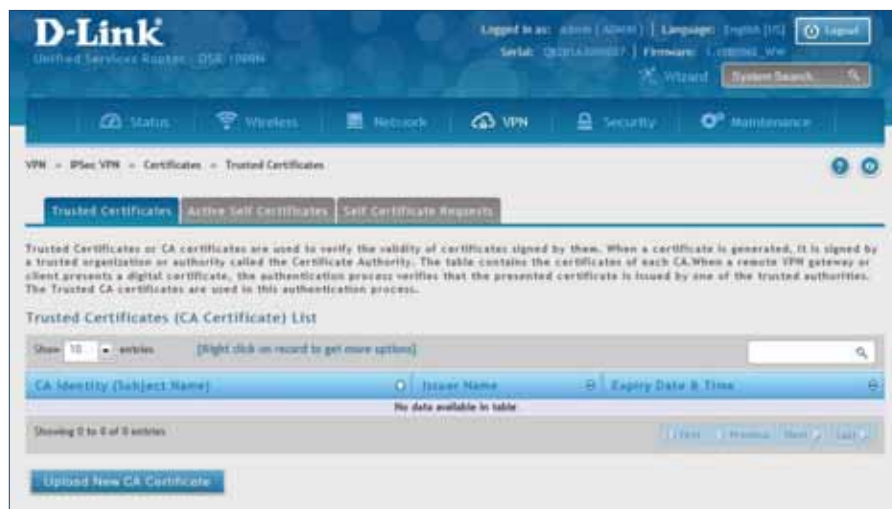 D-Link
Logged in as: admin ( ADMIN ) | Language: English [US]
Logout
Unified Services Router - DSR-1000N
Serial: | Firmware:
Wizard
System Search
Status
Wireless
Network
VPN
Security
Maintenance
VPN » IPSec VPN » Certificates » Trusted Certificates
Trusted Certificates
Active Self Certificates
Self Certificate Requests
Trusted Certificates or CA certificates are used to verify the validity of certificates signed by them. When a certificate is generated, it is signed by
a trusted organization or authority called the Certificate Authority. The table contains the certificates of each CA.When a remote VPN gateway or
client presents a digital certificate, the authentication process verifies that the presented certificate is issued by one of the trusted authorities.
The Trusted CA certificates are used in this authentication process.
Trusted Certificates (CA Certificate) List
Show 10 entries [Right click on record to get more options]
CA Identity (Subject Name) Issuer Name Expiry Date & Time
No data available in table
Showing 0 to 0 of 0 entries
First Previous Next Last
Upload New CA Certificate